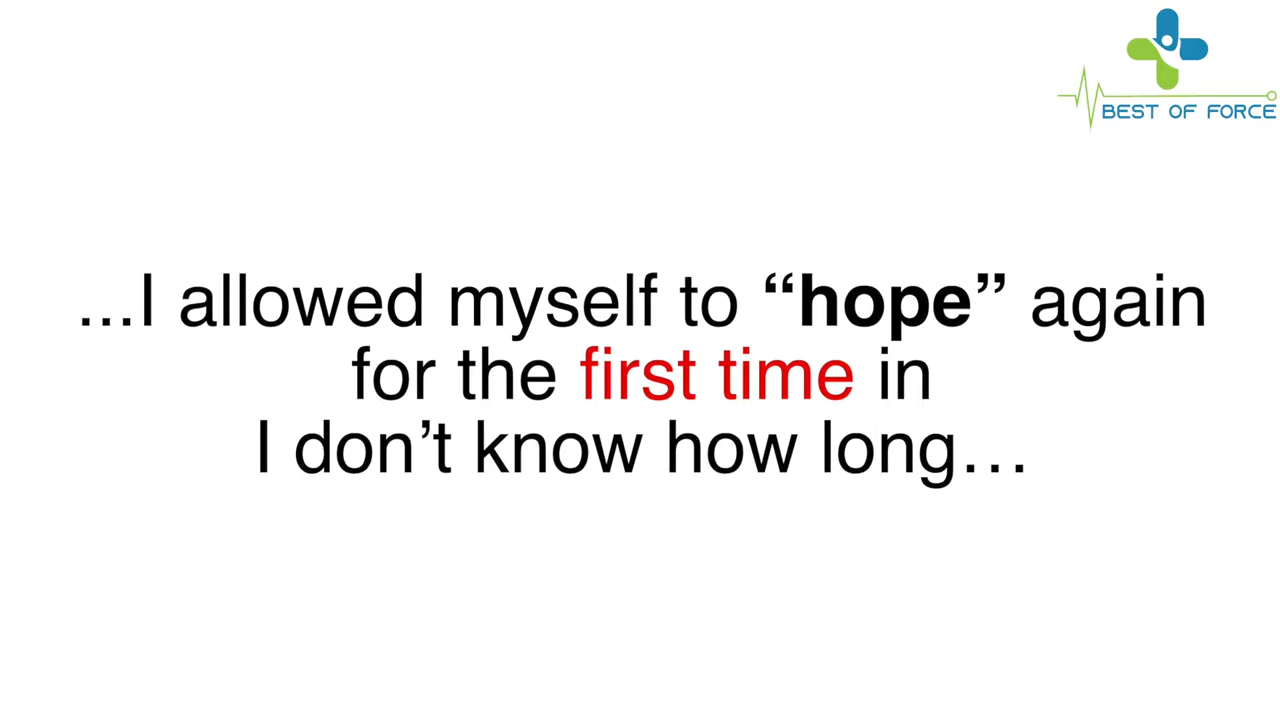 BEST OF FORCE
...I allowed myself to “hope” again
for the first time in
I don’t know how long…